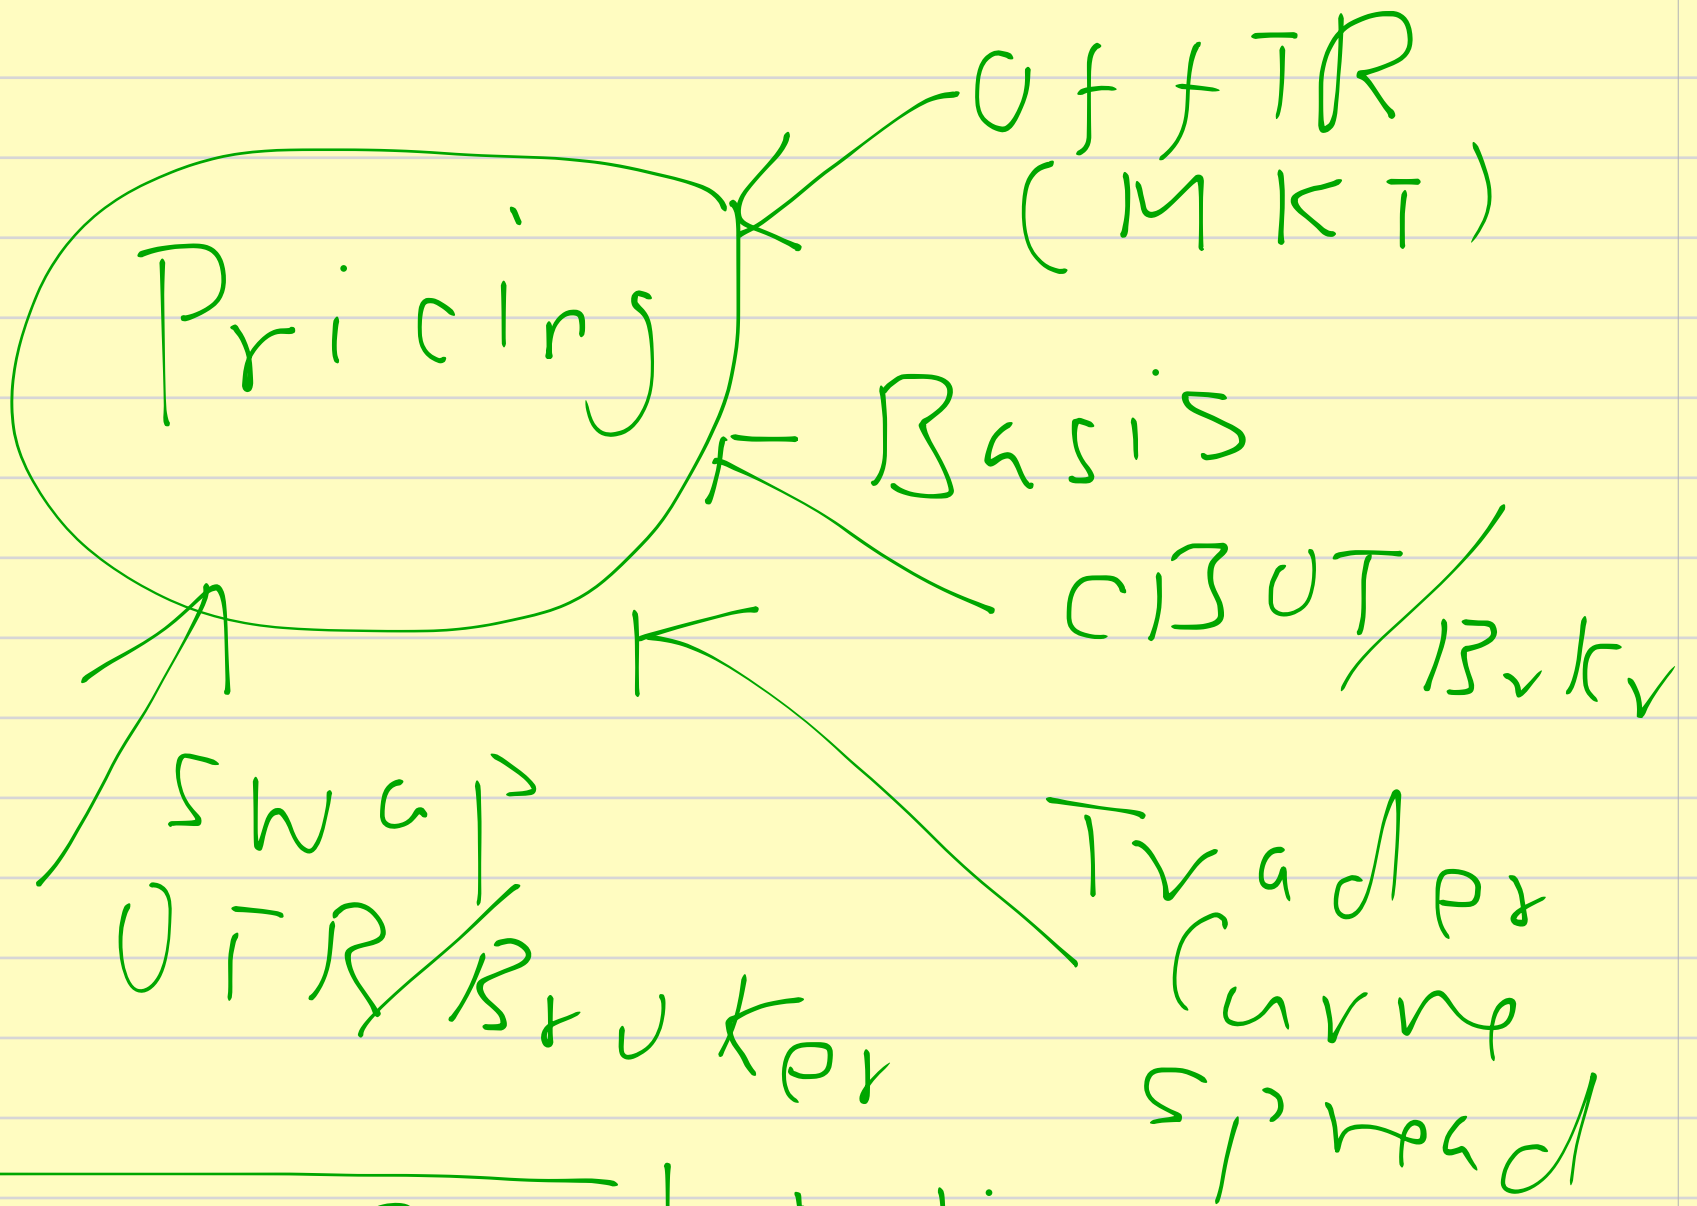 Off TR
(MKT)
Pricing
Basis
CBOT/Brkr
Swap
OTR/Broker
Trader
Curve
Spread